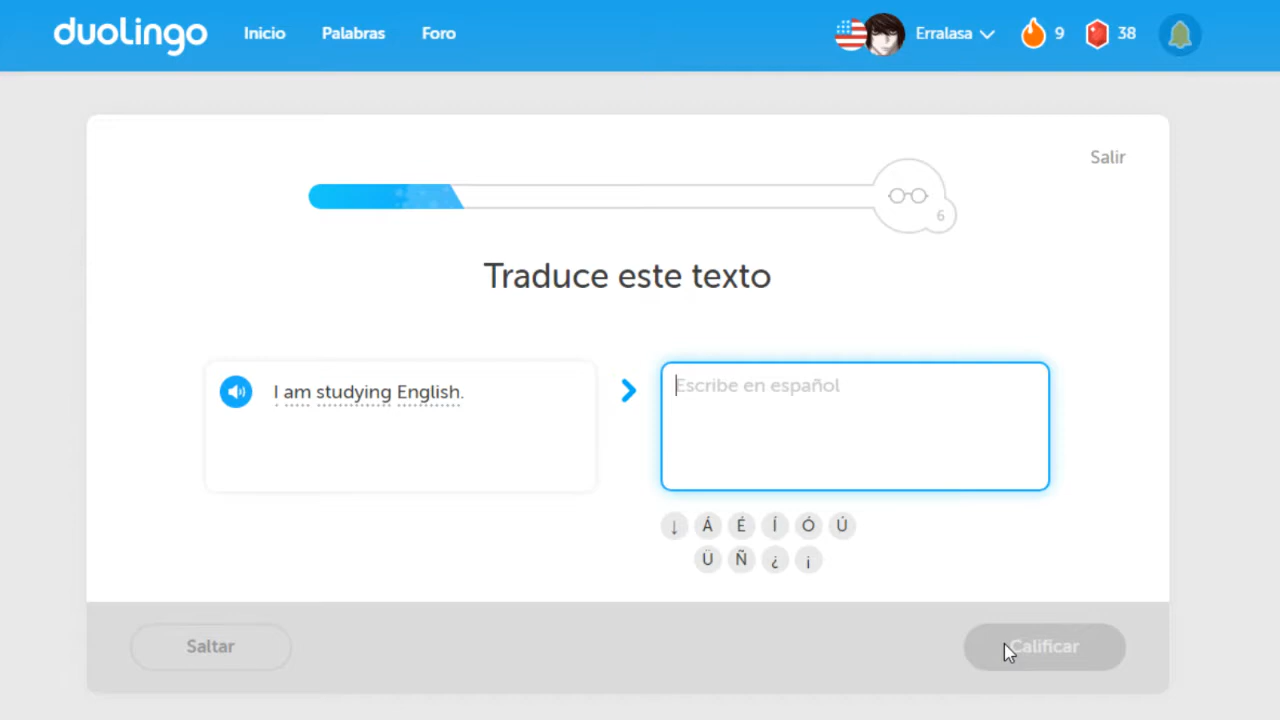 duolingo Inicio Palabras Foro Erralasa 9 38
Salir
6
Traduce este texto
I am studying English.
Escribe en español
↓ Á É Í Ó Ú
Ü Ñ ¿ ¡
Saltar Calificar